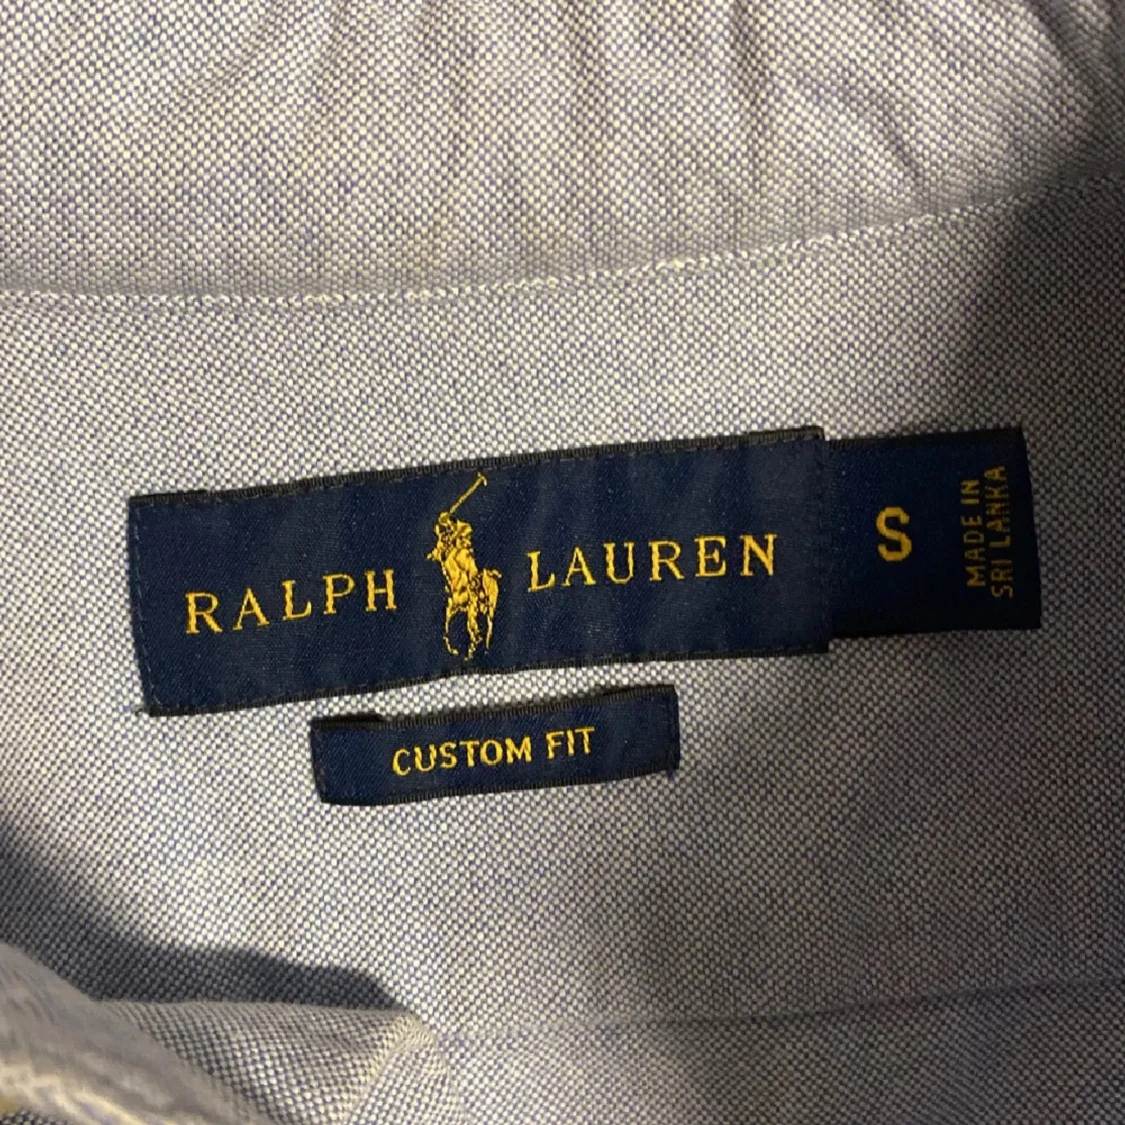 RALPH LAUREN
S
MADE IN
SRI LANKA
CUSTOM FIT